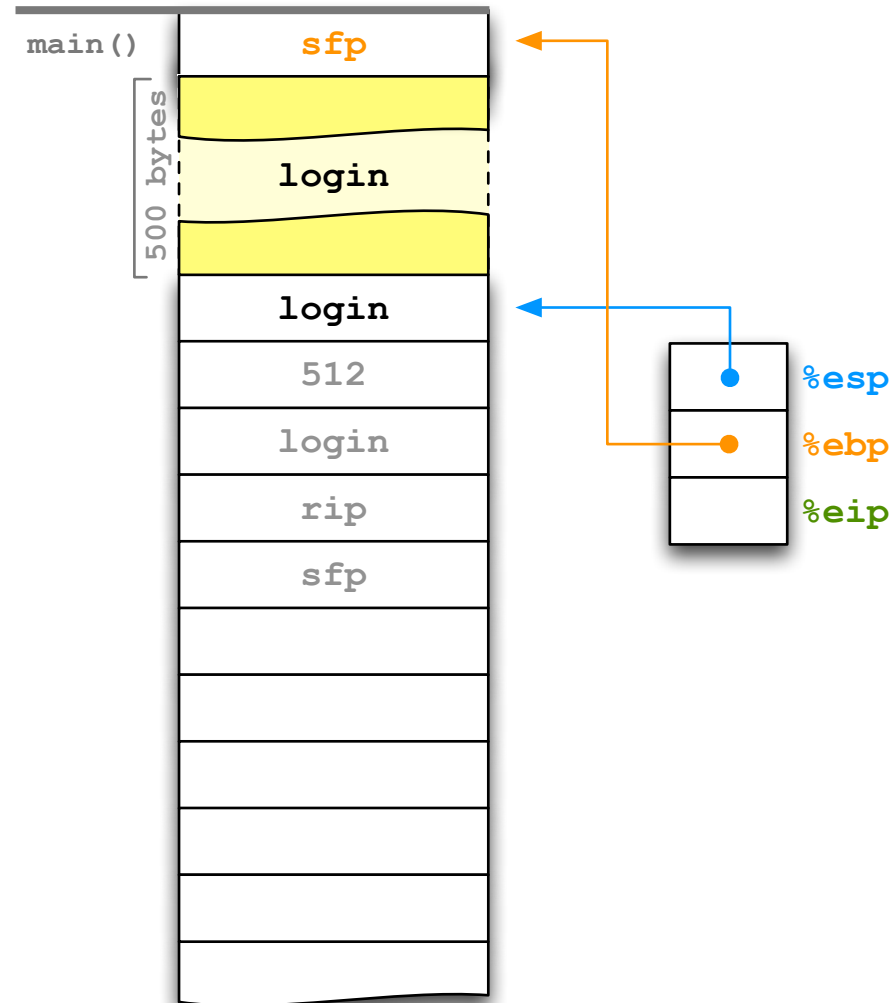 main() sfp
500 bytes
login
login
512 %esp
login %ebp
rip %eip
sfp